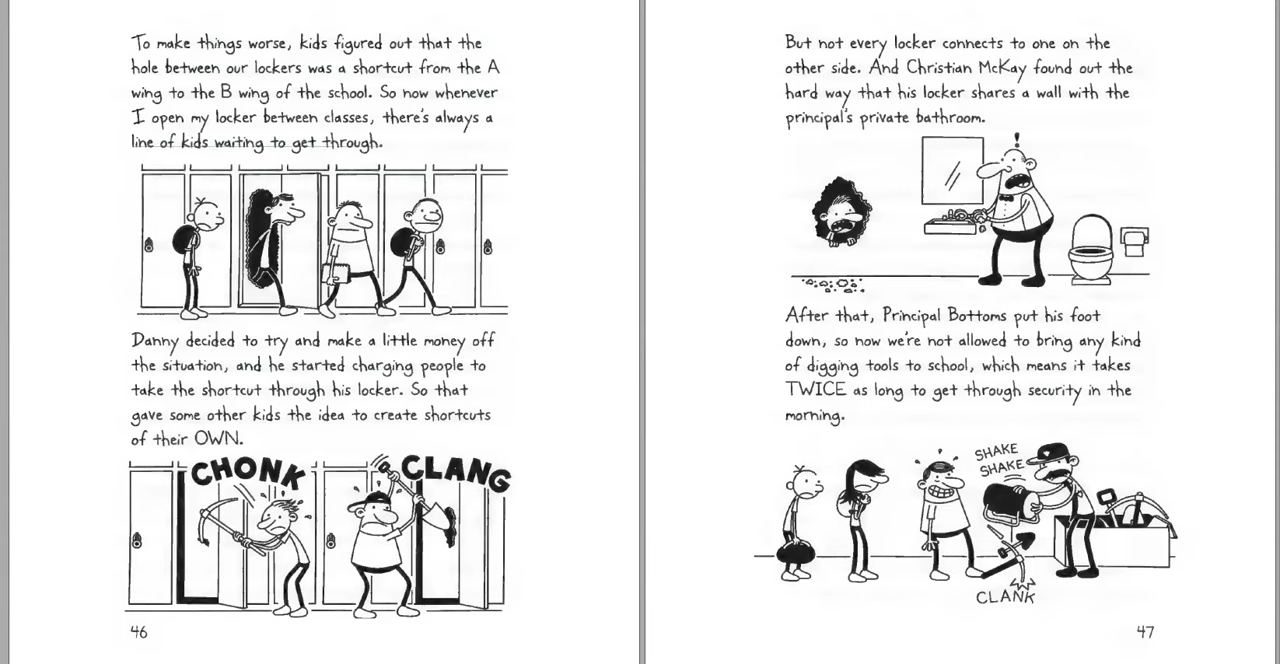 To make things worse, kids figured out that the
hole between our lockers was a shortcut from the A
wing to the B wing of the school. So now whenever
I open my locker between classes, there's always a
line of kids waiting to get through.
Danny decided to try and make a little money off
the situation, and he started charging people to
take the shortcut through his locker. So that
gave some other kids the idea to create shortcuts
of their OWN.
CHONK
CLANG
46
But not every locker connects to one on the
other side. And Christian McKay found out the
hard way that his locker shares a wall with the
principal's private bathroom.
!
After that, Principal Bottoms put his foot
down, so now we're not allowed to bring any kind
of digging tools to school, which means it takes
TWICE as long to get through security in the
morning.
SHAKE
SHAKE
CLANK
47